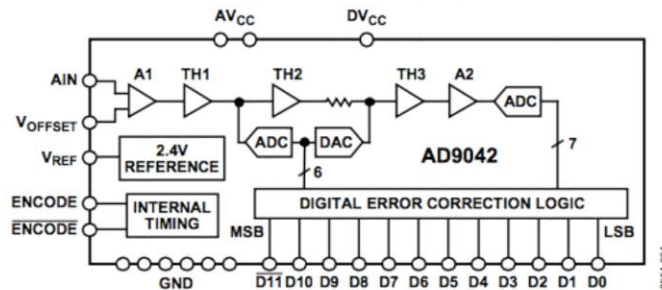 AVCC DVCC
AIN A1 TH1 TH2 TH3 A2 ADC
VOFFSET
ADC DAC
VREF 2.4V REFERENCE 6 AD9042 7
ENCODE INTERNAL TIMING DIGITAL ERROR CORRECTION LOGIC
ENCODE MSB LSB
GND D11 D10 D9 D8 D7 D6 D5 D4 D3 D2 D1 D0